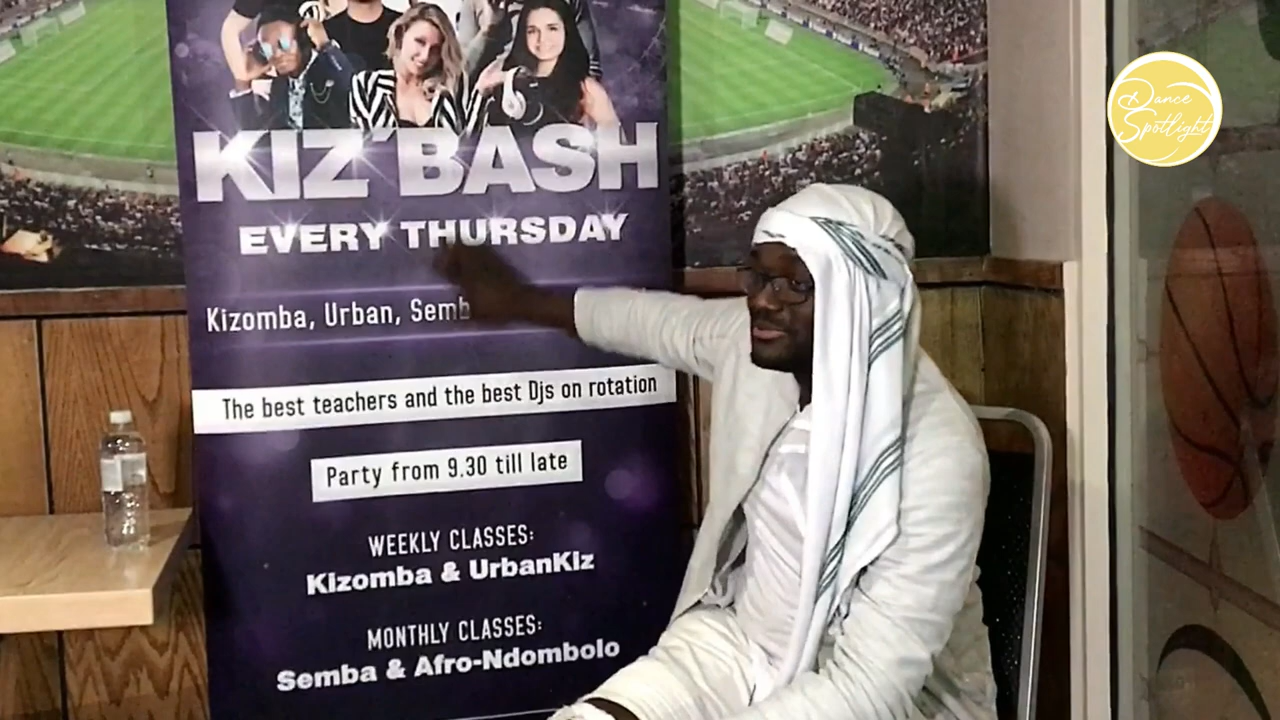 Dance
Spotlight
KIZ'BASH
EVERY THURSDAY
Kizomba, Urban, Semb
The best teachers and the best Djs on rotation
Party from 9.30 till late
WEEKLY CLASSES:
Kizomba & UrbanKiz
MONTHLY CLASSES:
Semba & Afro-Ndombolo